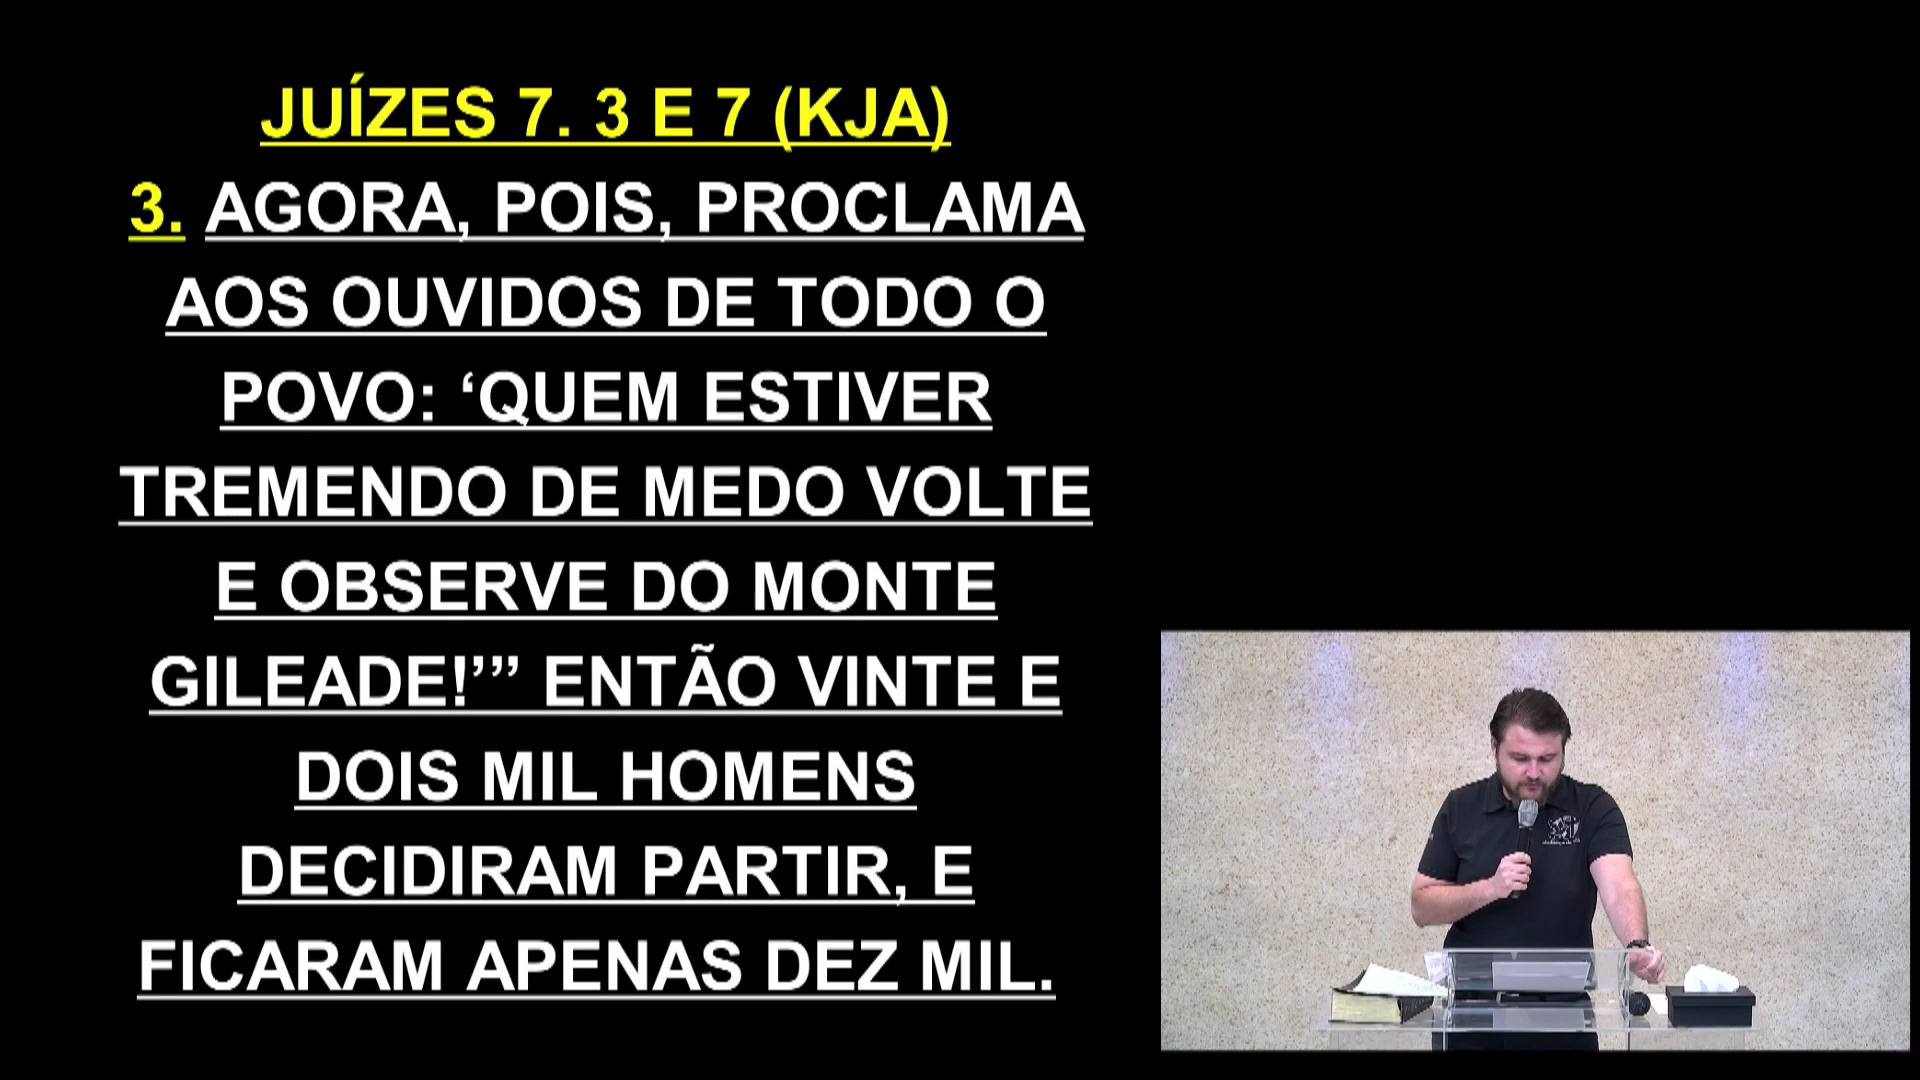 JUÍZES 7. 3 E 7 (KJA)
3. AGORA, POIS, PROCLAMA
AOS OUVIDOS DE TODO O
POVO: ‘QUEM ESTIVER
TREMENDO DE MEDO VOLTE
E OBSERVE DO MONTE
GILEADE!’” ENTÃO VINTE E
DOIS MIL HOMENS
DECIDIRAM PARTIR, E
FICARAM APENAS DEZ MIL.